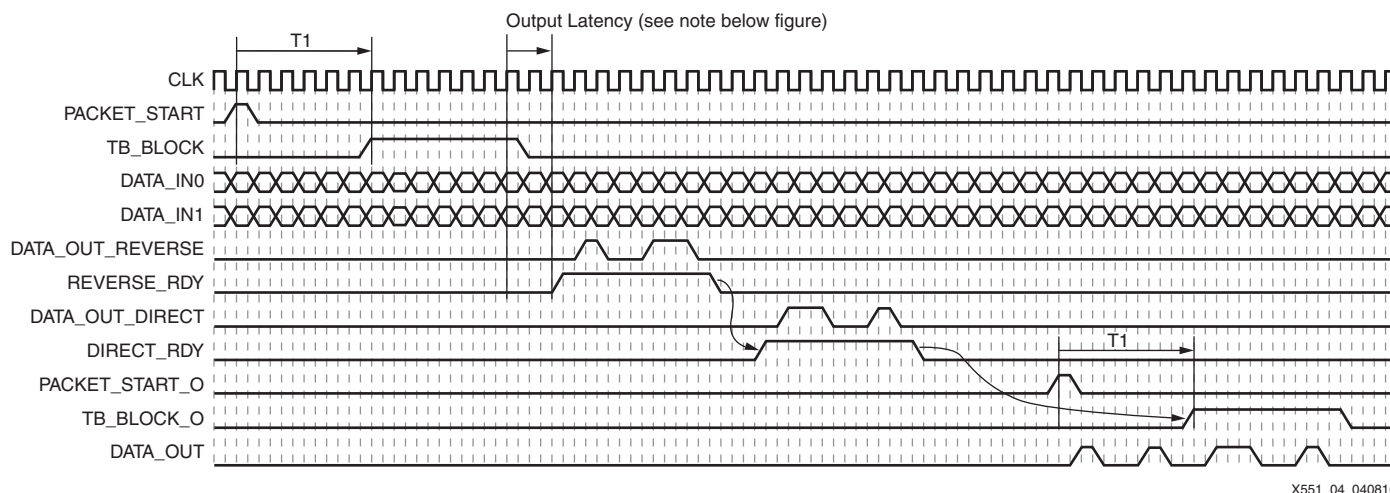 Output Latency (see note below figure)
T1
CLK
PACKET_START
TB_BLOCK
DATA_IN0
DATA_IN1
DATA_OUT_REVERSE
REVERSE_RDY
DATA_OUT_DIRECT
DIRECT_RDY
T1
PACKET_START_O
TB_BLOCK_O
DATA_OUT